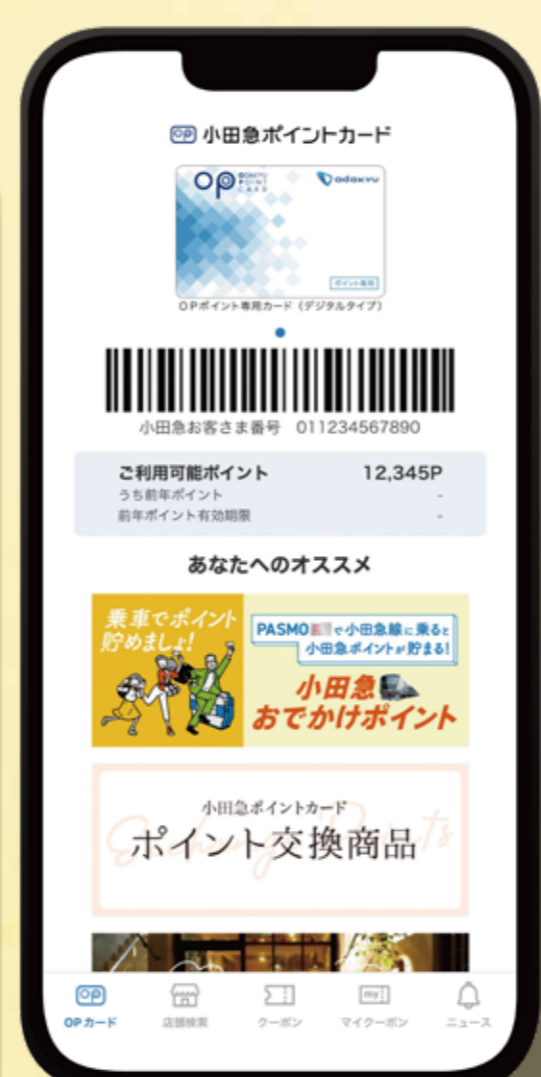 OP 小田急ポイントカード
OP ODAKYU POINT CARD
ODAKYU
ポイント専用
OPポイント専用カード（デジタルタイプ）
小田急お客さま番号 011234567890
ご利用可能ポイント 12,345P
うち前年ポイント -
前年ポイント有効期限 -
あなたへのオススメ
乗車でポイント
貯めましょ!
PASMO で小田急線に乗ると
小田急ポイントが貯まる!
小田急
おでかけポイント
小田急ポイントカード
ポイント交換商品
OPカード
店舗検索
クーポン
my
マイクーポン
ニュース